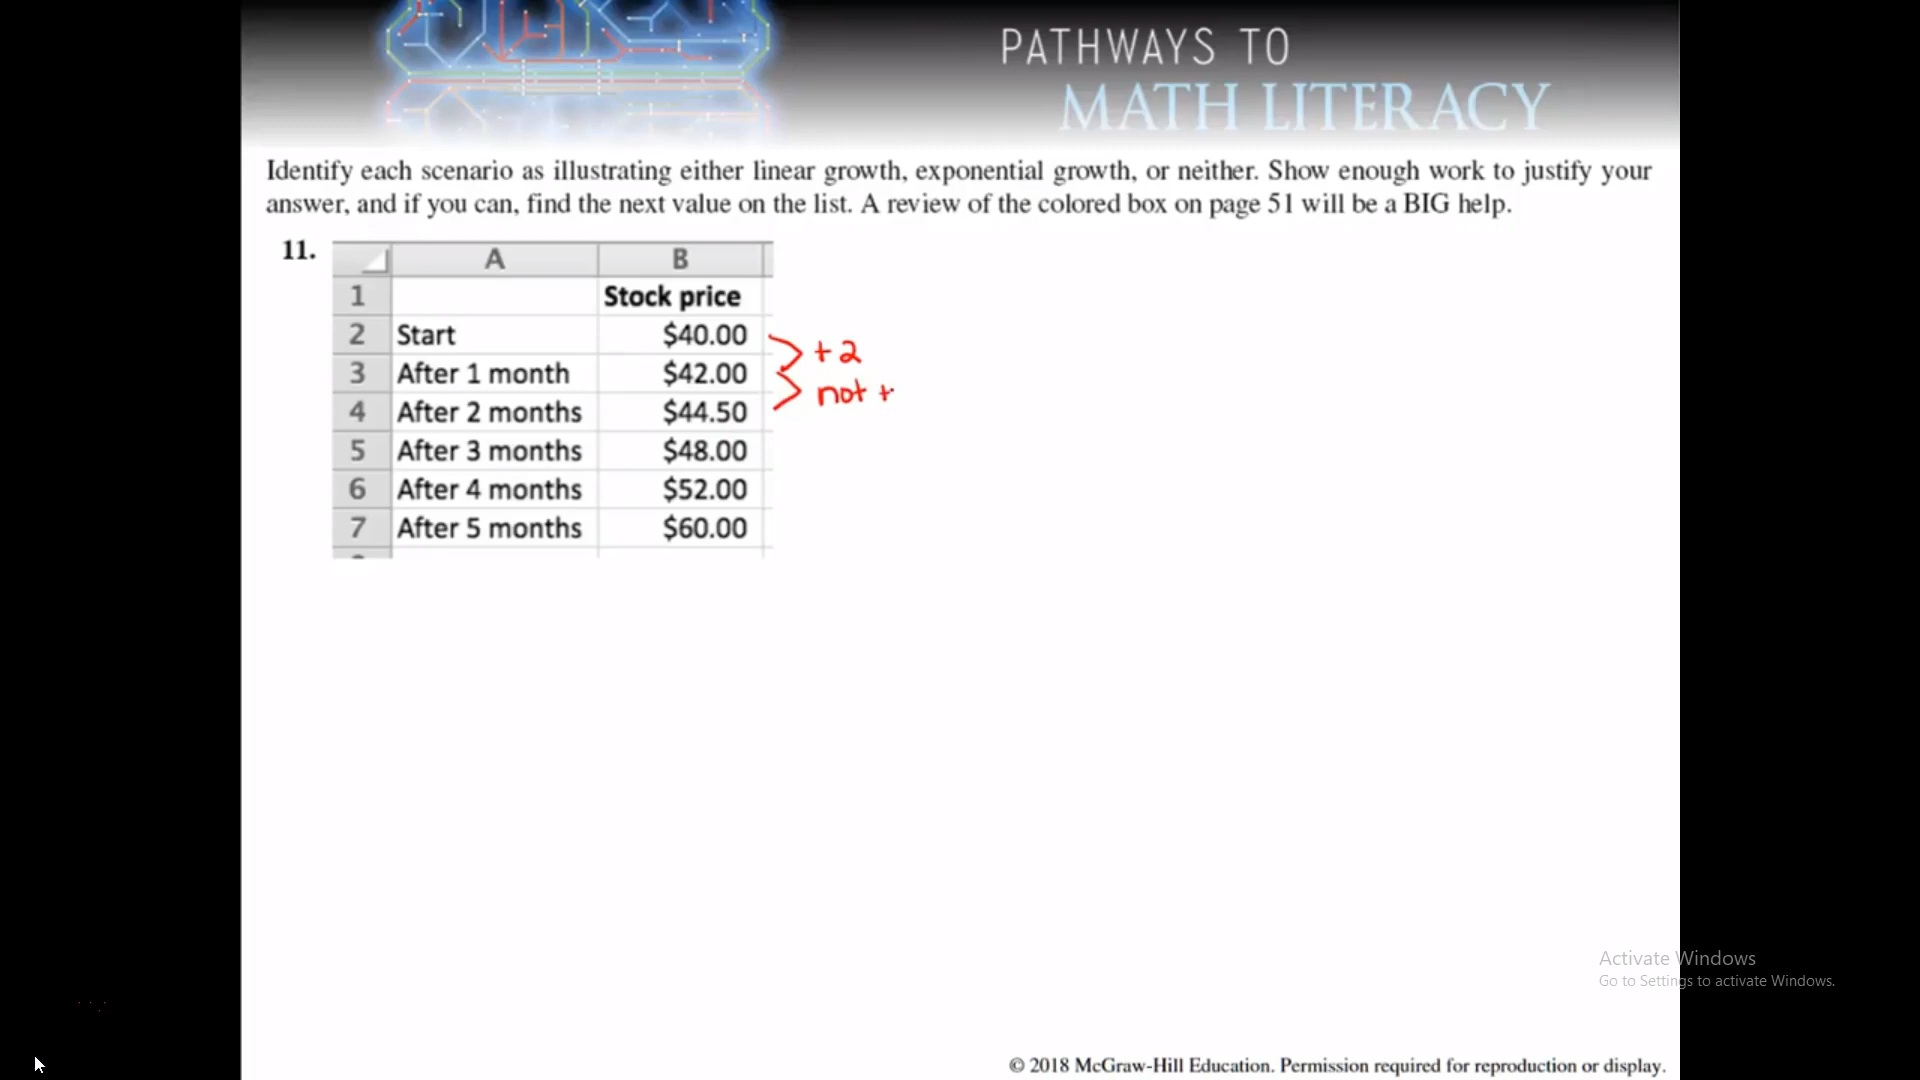 PATHWAYS TO
MATH LITERACY
Identify each scenario as illustrating either linear growth, exponential growth, or neither. Show enough work to justify your
answer, and if you can, find the next value on the list. A review of the colored box on page 51 will be a BIG help.
11.
A B
1 Stock price
2 Start $40.00
3 After 1 month $42.00
4 After 2 months $44.50
5 After 3 months $48.00
6 After 4 months $52.00
7 After 5 months $60.00
+2
not +
Activate Windows
Go to Settings to activate Windows.
© 2018 McGraw-Hill Education. Permission required for reproduction or display.